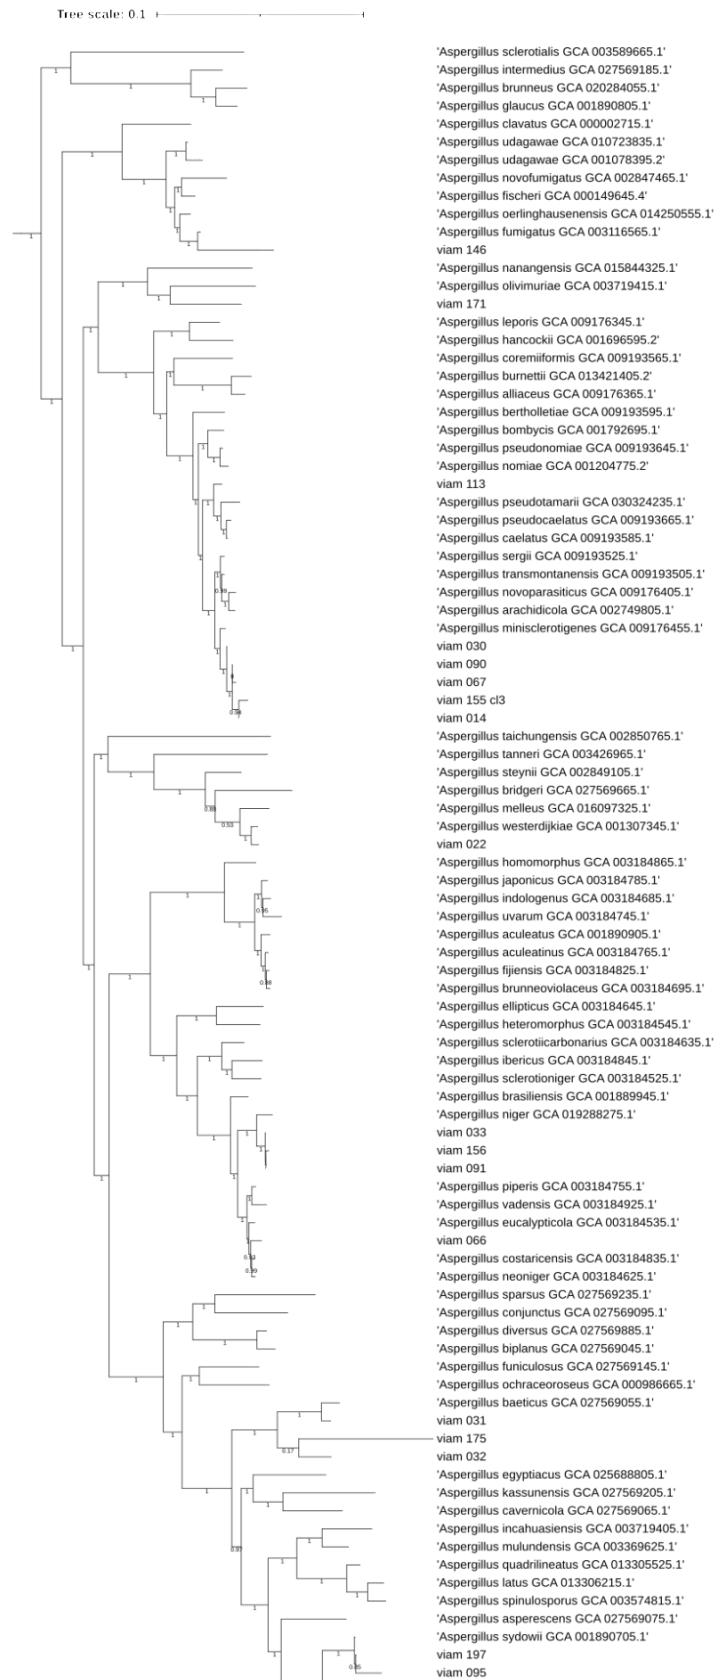 Tree scale: 0.1
'Aspergillus sclerotialis GCA 003589665.1'
'Aspergillus intermedius GCA 027569185.1'
'Aspergillus brunneus GCA 020284055.1'
'Aspergillus glaucus GCA 001890805.1'
'Aspergillus clavatus GCA 000002715.1'
'Aspergillus udagawae GCA 010723835.1'
'Aspergillus udagawae GCA 001078395.2'
'Aspergillus novofumigatus GCA 002847465.1'
'Aspergillus fischeri GCA 000149645.4'
'Aspergillus oerlinghausenensis GCA 014250555.1'
'Aspergillus fumigatus GCA 003116565.1'
viam 146
'Aspergillus nanangensis GCA 015844325.1'
'Aspergillus olivimuriae GCA 003719415.1'
viam 171
'Aspergillus leporis GCA 009176345.1'
'Aspergillus hancockii GCA 001696595.2'
'Aspergillus coremiiformis GCA 009193565.1'
'Aspergillus burnettii GCA 013421405.2'
'Aspergillus alliaceus GCA 009176365.1'
'Aspergillus bertholletiae GCA 009193595.1'
'Aspergillus bombycis GCA 001792695.1'
'Aspergillus pseudonomiae GCA 009193645.1'
'Aspergillus nomiae GCA 001204775.2'
viam 113
'Aspergillus pseudotamarii GCA 030324235.1'
'Aspergillus pseudocaelatus GCA 009193665.1'
'Aspergillus caelatus GCA 009193585.1'
'Aspergillus sergii GCA 009193525.1'
'Aspergillus transmontanensis GCA 009193505.1'
'Aspergillus novoparasiticus GCA 009176405.1'
'Aspergillus arachidicola GCA 002749805.1'
'Aspergillus minisclerotigenes GCA 009176455.1'
viam 030
viam 090
viam 067
viam 155 cl3
viam 014
'Aspergillus taichungensis GCA 002850765.1'
'Aspergillus tanneri GCA 003426965.1'
'Aspergillus steynii GCA 002849105.1'
'Aspergillus bridgeri GCA 027569665.1'
'Aspergillus melleus GCA 016097325.1'
'Aspergillus westerdijkiae GCA 001307345.1'
viam 022
'Aspergillus homomorphus GCA 003184865.1'
'Aspergillus japonicus GCA 003184785.1'
'Aspergillus indologenus GCA 003184685.1'
'Aspergillus uvarum GCA 003184745.1'
'Aspergillus aculeatus GCA 001890905.1'
'Aspergillus aculeatinus GCA 003184765.1'
'Aspergillus fijiensis GCA 003184825.1'
'Aspergillus brunneoviolaceus GCA 003184695.1'
'Aspergillus ellipticus GCA 003184645.1'
'Aspergillus heteromorphus GCA 003184545.1'
'Aspergillus sclerotiicarbonarius GCA 003184635.1'
'Aspergillus ibericus GCA 003184845.1'
'Aspergillus sclerotioniger GCA 003184525.1'
'Aspergillus brasiliensis GCA 001889945.1'
'Aspergillus niger GCA 019288275.1'
viam 033
viam 156
viam 091
'Aspergillus piperis GCA 003184755.1'
'Aspergillus vadensis GCA 003184925.1'
'Aspergillus eucalypticola GCA 003184535.1'
viam 066
'Aspergillus costaricensis GCA 003184835.1'
'Aspergillus neoniger GCA 003184625.1'
'Aspergillus sparsus GCA 027569235.1'
'Aspergillus conjunctus GCA 027569095.1'
'Aspergillus diversus GCA 027569885.1'
'Aspergillus biplanus GCA 027569045.1'
'Aspergillus funiculosus GCA 027569145.1'
'Aspergillus ochraceoroseus GCA 000986665.1'
'Aspergillus baeticus GCA 027569055.1'
viam 031
viam 175
viam 032
'Aspergillus egyptiacus GCA 025688805.1'
'Aspergillus kassunensis GCA 027569205.1'
'Aspergillus cavernicola GCA 027569065.1'
'Aspergillus incahuasiensis GCA 003719405.1'
'Aspergillus mulundensis GCA 003369625.1'
'Aspergillus quadrilineatus GCA 013305525.1'
'Aspergillus latus GCA 013306215.1'
'Aspergillus spinulosporus GCA 003574815.1'
'Aspergillus asperescens GCA 027569075.1'
'Aspergillus sydowii GCA 001890705.1'
viam 197
viam 095